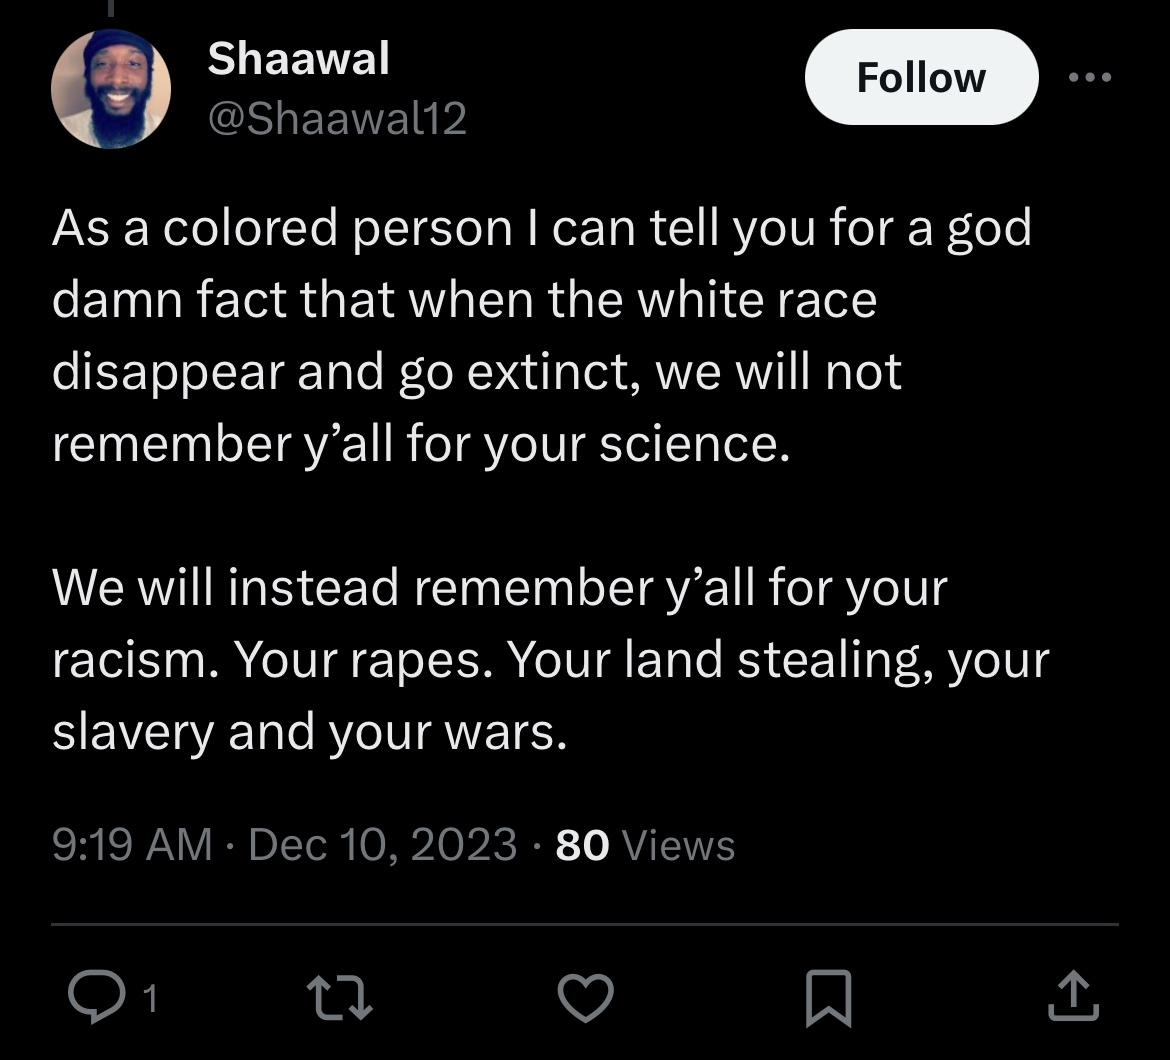 Shaawal
@Shaawal12
Follow
As a colored person I can tell you for a god
damn fact that when the white race
disappear and go extinct, we will not
remember y’all for your science.
We will instead remember y’all for your
racism. Your rapes. Your land stealing, your
slavery and your wars.
9:19 AM · Dec 10, 2023 · 80 Views
1